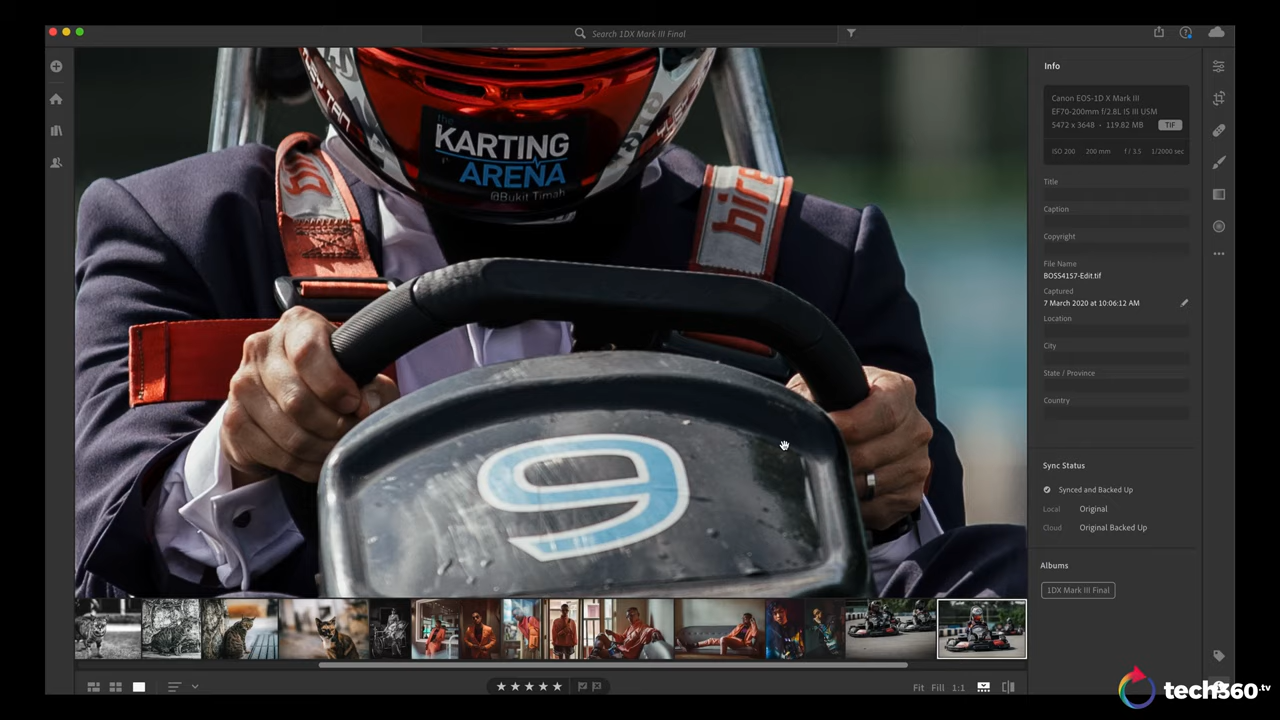 Search 1DX Mark III Final
the
KARTING
ARENA
@Bukit Timah
bire
9
Info
Canon EOS-1D X Mark III
EF70-200mm f/2.8L IS III USM
5472 x 3648 • 119.82 MB TIF
ISO 200 200 mm f / 3.5 1/2000 sec
Title
Caption
Copyright
File Name
BOSS4157-Edit.tif
Captured
7 March 2020 at 10:06:12 AM
Location
City
State / Province
Country
Sync Status
Synced and Backed Up
Local Original
Cloud Original Backed Up
Albums
1DX Mark III Final
Fit Fill 1:1
tech360.tv